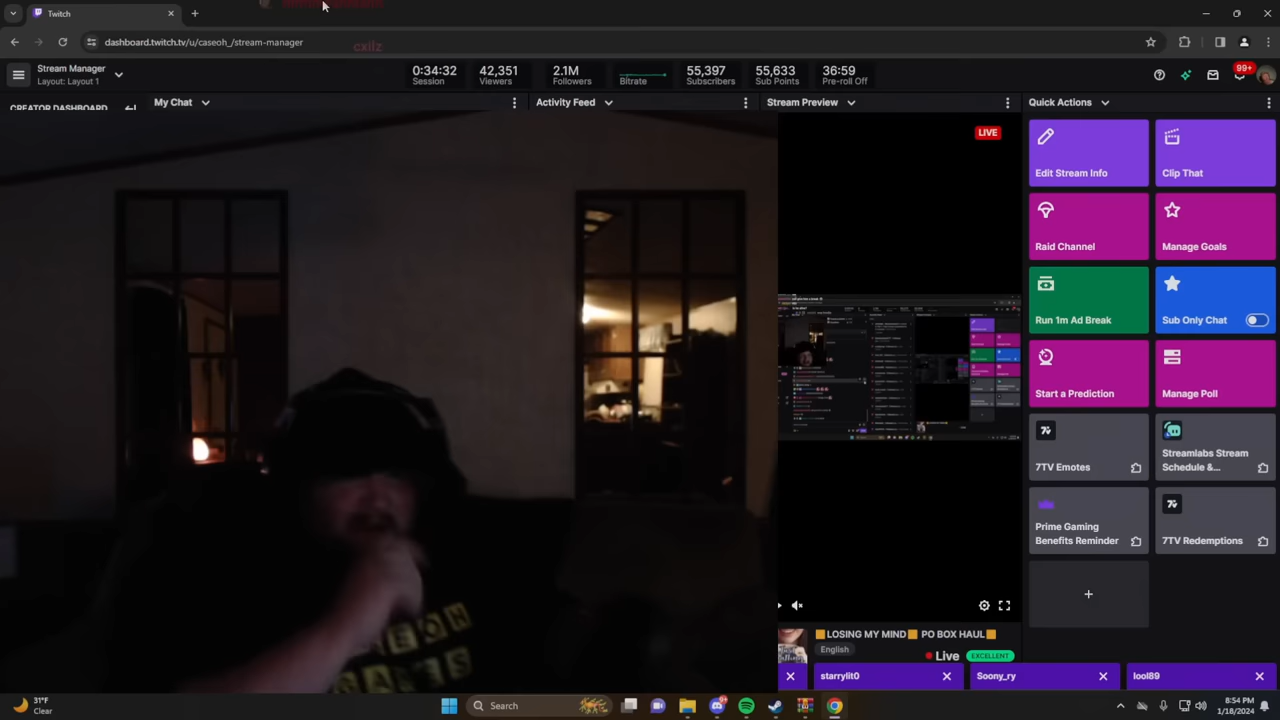 Twitch
dashboard.twitch.tv/u/caseoh_/stream-manager
cxilz
Stream Manager
Layout: Layout 1
0:34:32
Session
42,351
Viewers
2.1M
Followers
Bitrate
55,397
Subscribers
55,633
Sub Points
36:59
Pre-roll Off
99+
CREATOR DASHBOARD
My Chat
Activity Feed
Stream Preview
Quick Actions
LIVE
Edit Stream Info
Clip That
Raid Channel
Manage Goals
Run 1m Ad Break
Sub Only Chat
Start a Prediction
Manage Poll
7TV Emotes
Streamlabs Stream
Schedule &...
Prime Gaming
Benefits Reminder
7TV Redemptions
LOSING MY MIND PO BOX HAUL
English
Live
EXCELLENT
starrylit0
Soony_ry
lool89
31°F
Clear
Search
8:54 PM
1/18/2024